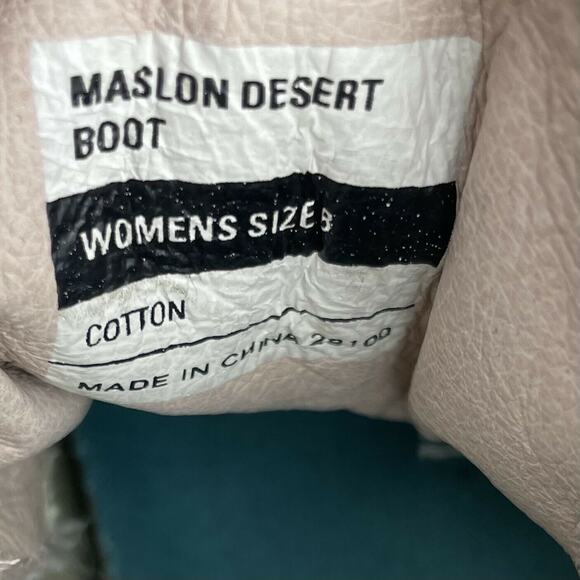 MASLON DESERT
BOOT
WOMENS SIZE 8
COTTON
MADE IN CHINA